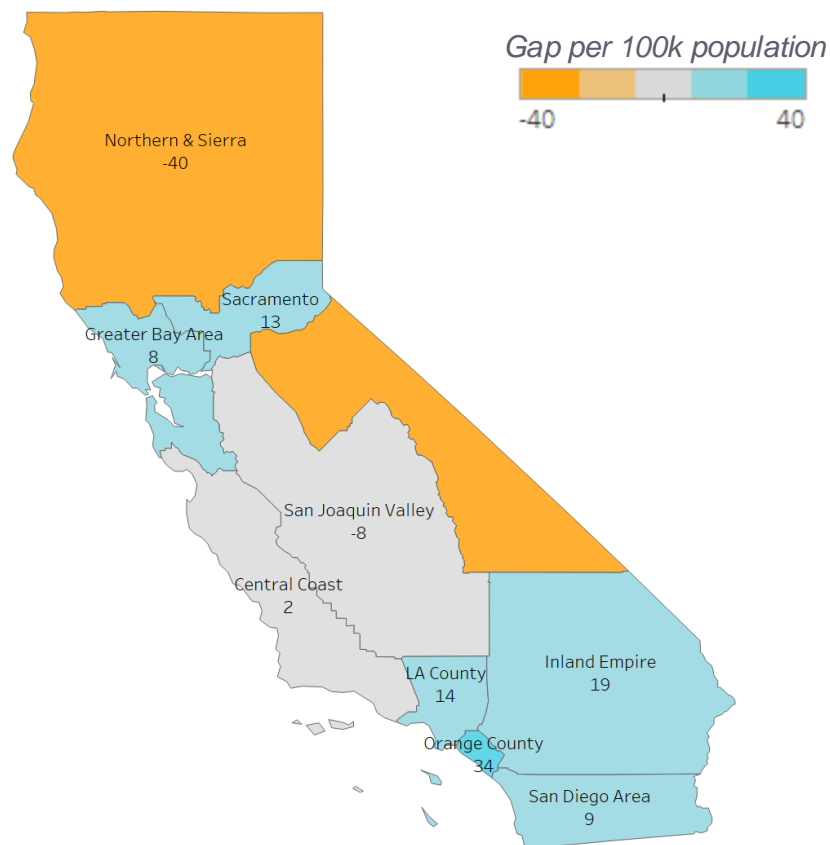 Gap per 100k population
-40 40
Northern & Sierra
-40
Sacramento
13
Greater Bay Area
8
San Joaquin Valley
-8
Central Coast
2
Inland Empire
19
LA County
14
Orange County
34
San Diego Area
9